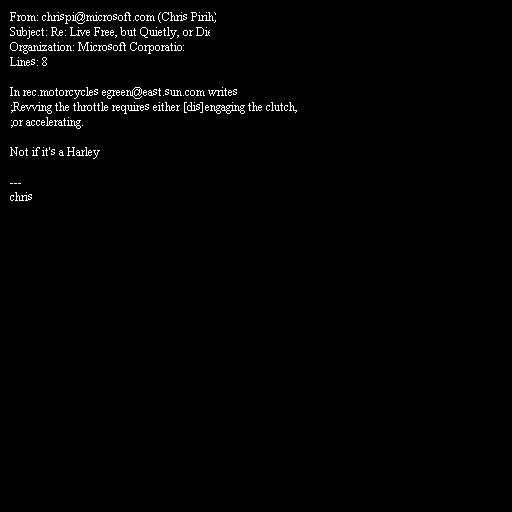 From: chrispi@microsoft.com (Chris Pirih)
Subject: Re: Live Free, but Quietly, or Die
Organization: Microsoft Corporatio:
Lines: 8

In rec.motorcycles egreen@east.sun.com writes
;Revving the throttle requires either [dis]engaging the clutch,
;or accelerating.

Not if it's a Harley

---
chris